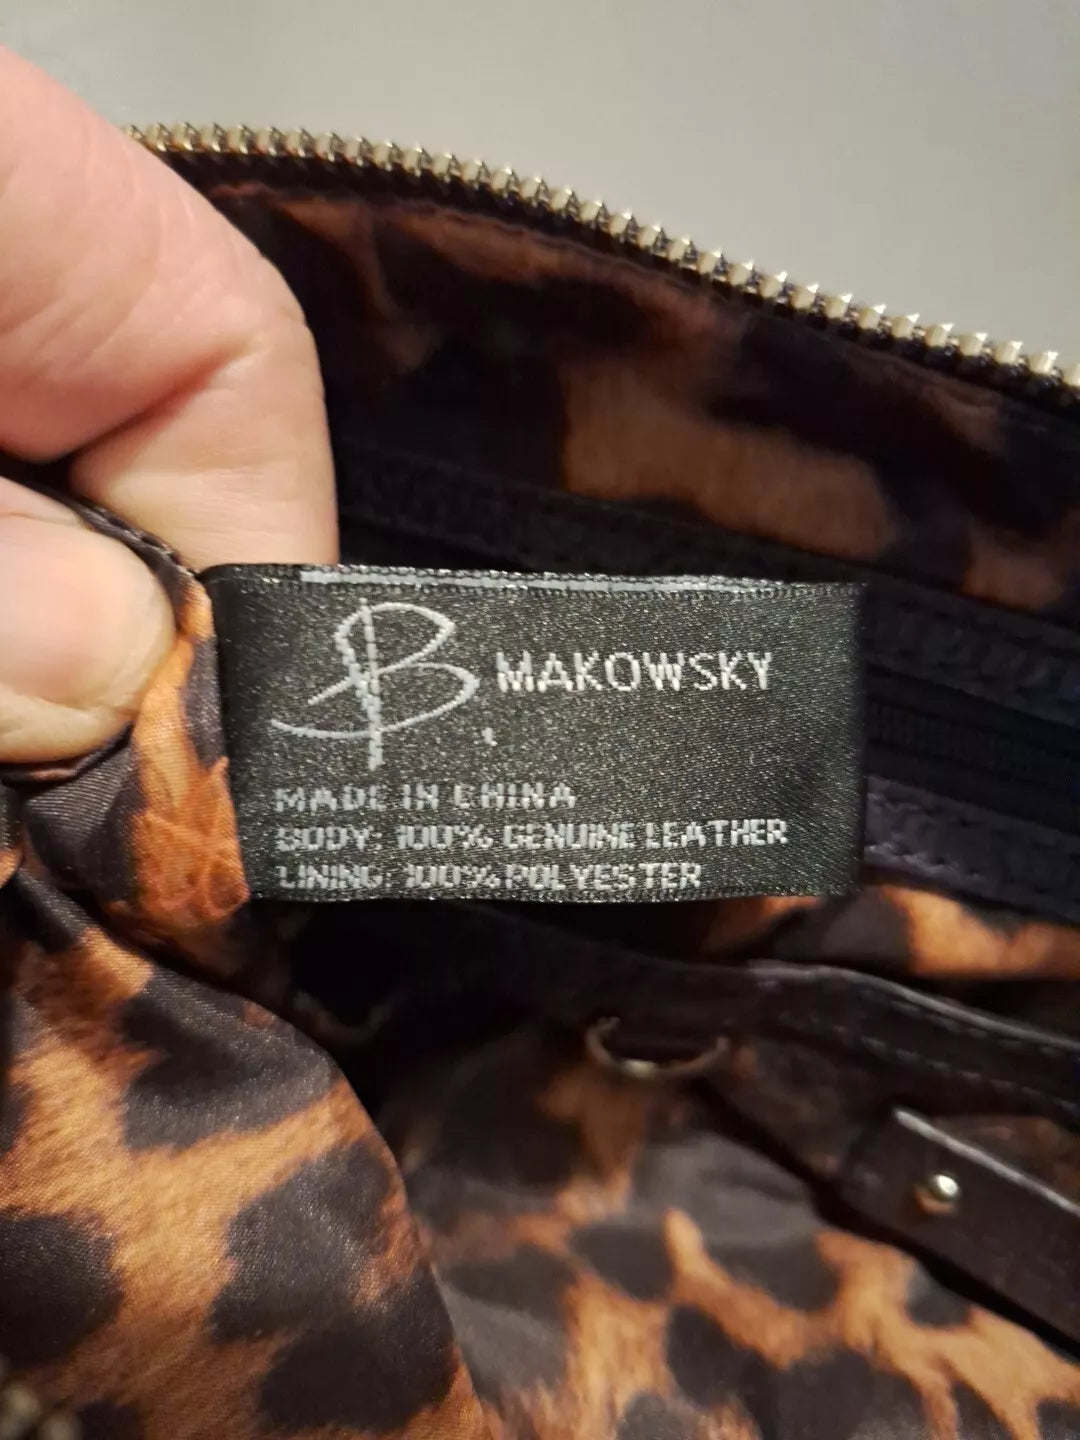 B. MAKOWSKY
MADE IN CHINA
BODY: 100% GENUINE LEATHER
LINING: 100% POLYESTER